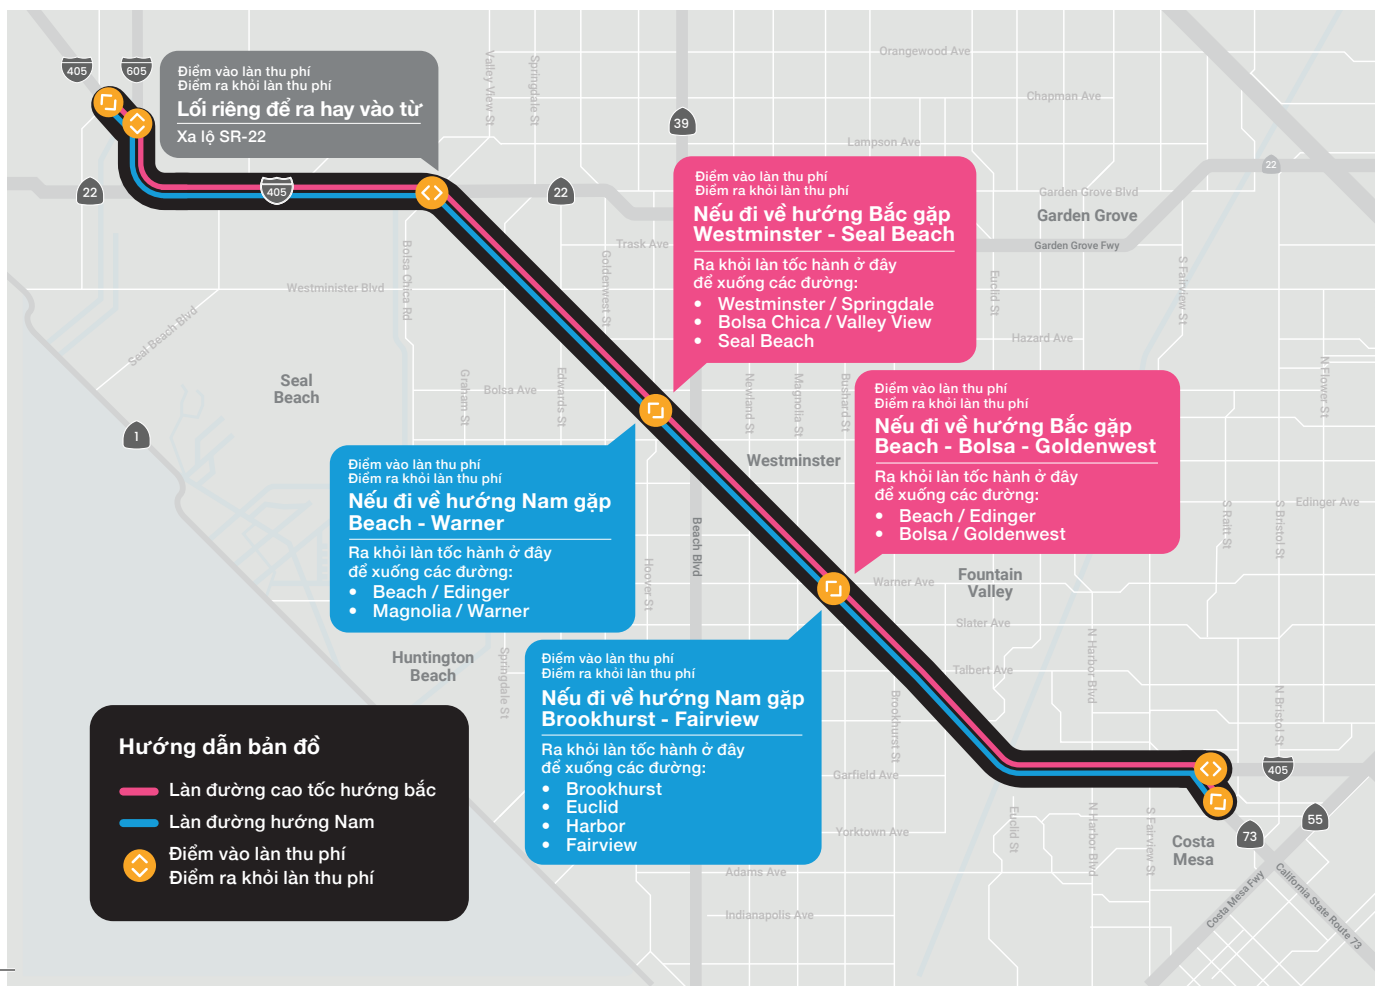 405
605
Điểm vào làn thu phí
Điểm ra khỏi làn thu phí
Lối riêng để ra hay vào từ
Xa lộ SR-22
Valley View St
Springdale St
Orangewood Ave
Chapman Ave
39
Lampson Ave
22
22
405
22
Điểm vào làn thu phí
Điểm ra khỏi làn thu phí
Nếu đi về hướng Bắc gặp
Westminster - Seal Beach
Ra khỏi làn tốc hành ở đây
để xuống các đường:
• Westminster / Springdale
• Bolsa Chica / Valley View
• Seal Beach
Garden Grove Blvd
Garden Grove
Garden Grove Fwy
Trask Ave
Bolsa Chica Rd
Goldenwest St
Euclid St
S Fairview St
Westminister Blvd
Seal Beach Blvd
Hazard Ave
Seal
Beach
Graham St
Bolsa Ave
Edwards St
Newland St
Magnolia St
Bushard St
N Flower St
1
Điểm vào làn thu phí
Điểm ra khỏi làn thu phí
Nếu đi về hướng Bắc gặp
Beach - Bolsa - Goldenwest
Ra khỏi làn tốc hành ở đây
để xuống các đường:
• Beach / Edinger
• Bolsa / Goldenwest
Westminster
Điểm vào làn thu phí
Điểm ra khỏi làn thu phí
Nếu đi về hướng Nam gặp
Beach - Warner
Ra khỏi làn tốc hành ở đây
để xuống các đường:
• Beach / Edinger
• Magnolia / Warner
Edinger Ave
S Raitt St
S Bristol St
Beach Blvd
Hoover St
Warner Ave
Fountain
Valley
Slater Ave
Talbert Ave
N Harbor Blvd
Huntington
Beach
Springdale St
Điểm vào làn thu phí
Điểm ra khỏi làn thu phí
Nếu đi về hướng Nam gặp
Brookhurst - Fairview
Ra khỏi làn tốc hành ở đây
để xuống các đường:
• Brookhurst
• Euclid
• Harbor
• Fairview
Brookhurst St
N Bristol St
Garfield Ave
405
Yorktown Ave
Euclid St
N Harbor Blvd
S Fairview St
Costa
Mesa
73
55
Adams Ave
Indianapolis Ave
Costa Mesa Fwy
California State Route 73
Hướng dẫn bản đồ
Làn đường cao tốc hướng bắc
Làn đường hướng Nam
Điểm vào làn thu phí
Điểm ra khỏi làn thu phí